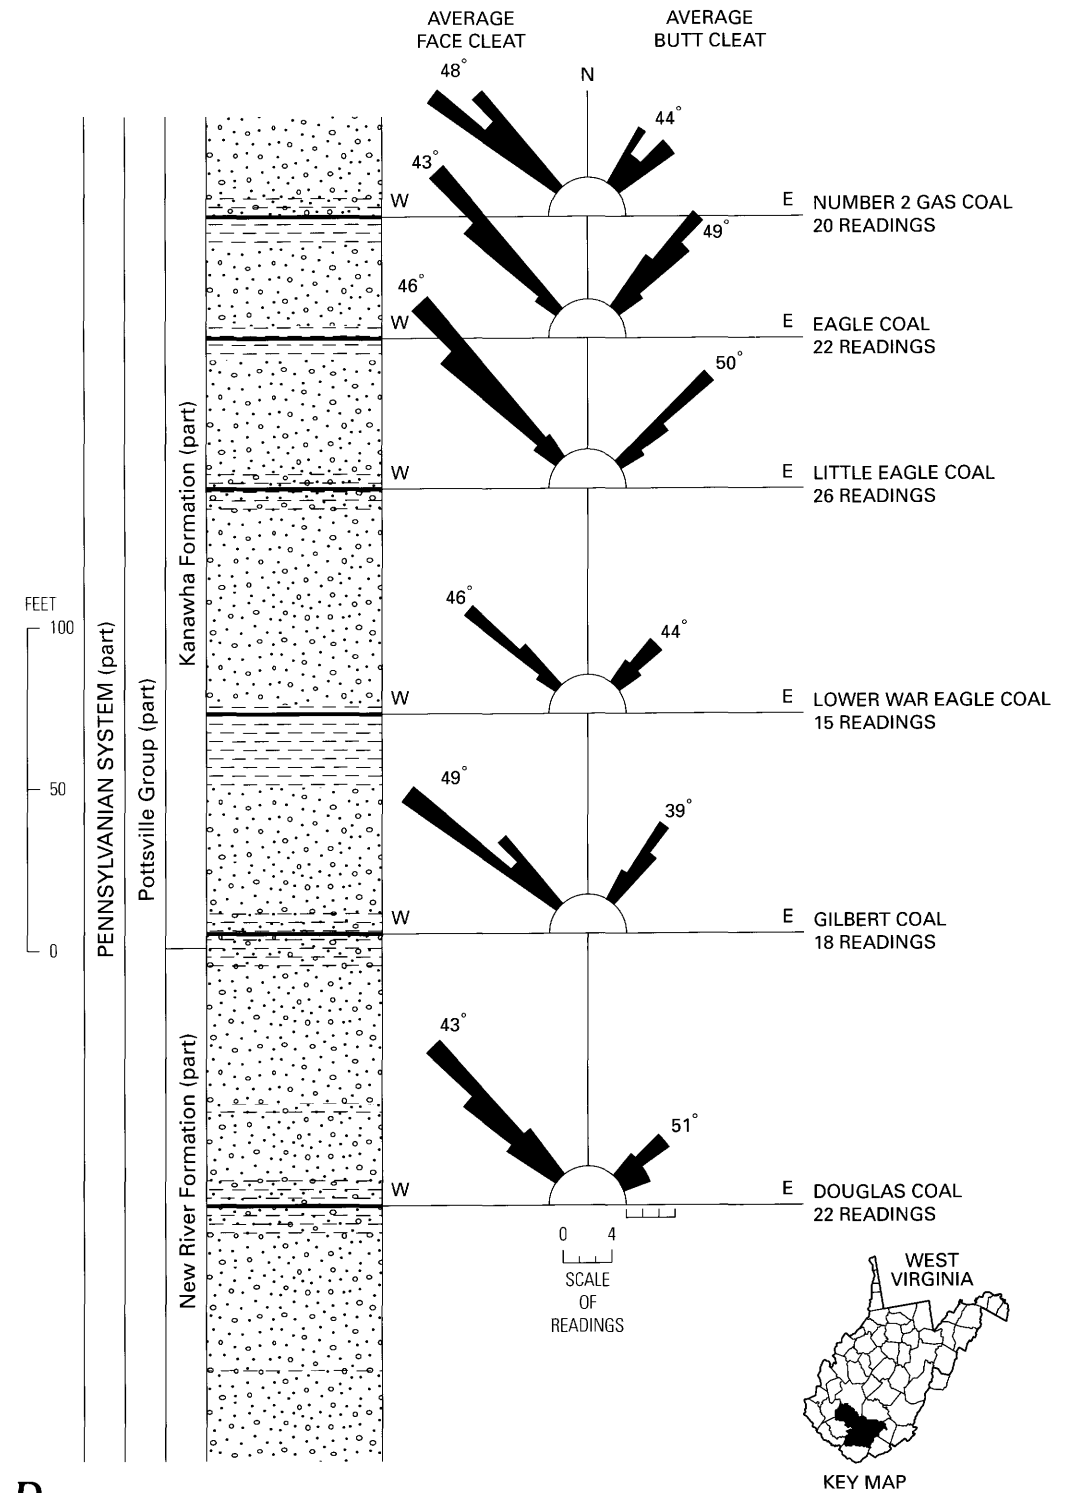 AVERAGE
FACE CLEAT
AVERAGE
BUTT CLEAT
N
48°
44°
W
E
NUMBER 2 GAS COAL
20 READINGS
43°
49°
W
E
EAGLE COAL
22 READINGS
46°
50°
W
E
LITTLE EAGLE COAL
26 READINGS
46°
44°
W
E
LOWER WAR EAGLE COAL
15 READINGS
49°
39°
W
E
GILBERT COAL
18 READINGS
43°
51°
W
E
DOUGLAS COAL
22 READINGS
FEET
100
50
0
PENNSYLVANIAN SYSTEM (part)
Pottsville Group (part)
Kanawha Formation (part)
New River Formation (part)
0 4
SCALE
OF
READINGS
WEST
VIRGINIA
KEY MAP